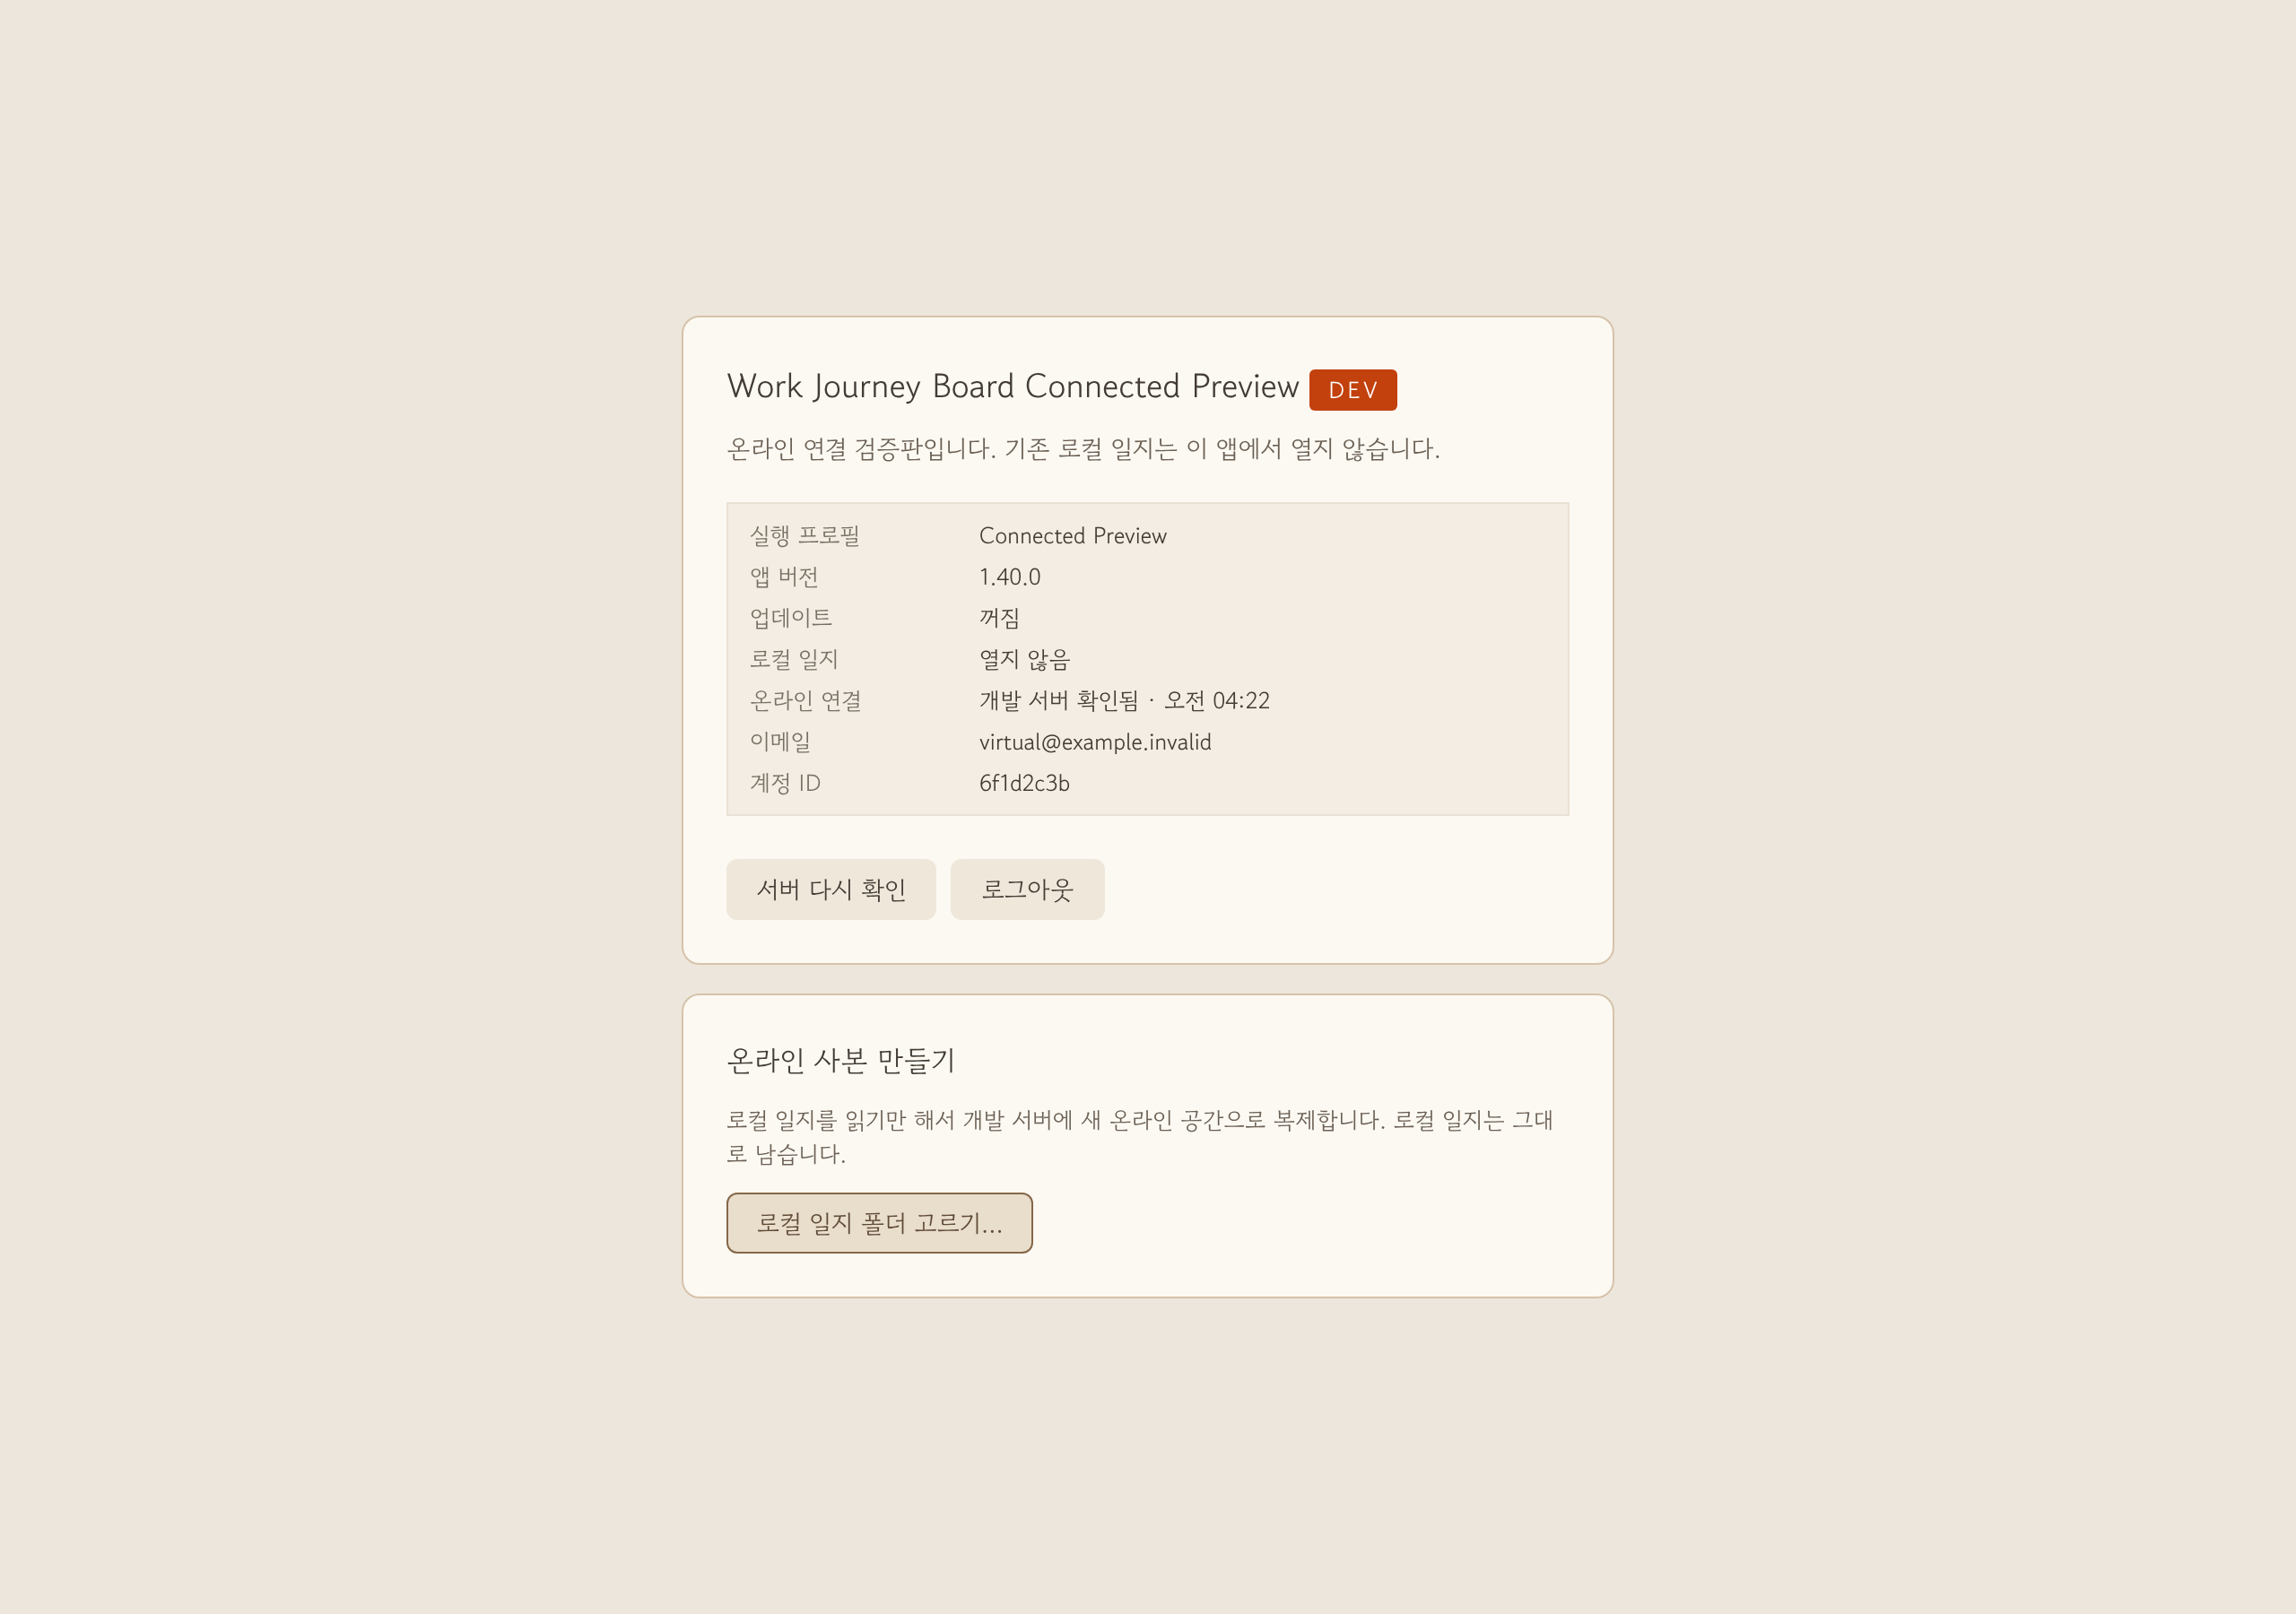 Work Journey Board Connected Preview DEV
온라인 연결 검증판입니다. 기존 로컬 일지는 이 앱에서 열지 않습니다.
실행 프로필 Connected Preview
앱 버전 1.40.0
업데이트 꺼짐
로컬 일지 열지 않음
온라인 연결 개발 서버 확인됨 · 오전 04:22
이메일 virtual@example.invalid
계정 ID 6f1d2c3b
서버 다시 확인 로그아웃
온라인 사본 만들기
로컬 일지를 읽기만 해서 개발 서버에 새 온라인 공간으로 복제합니다. 로컬 일지는 그대
로 남습니다.
로컬 일지 폴더 고르기...